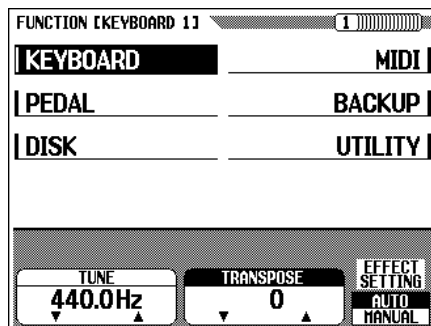 FUNCTION [KEYBOARD 1] 1
KEYBOARD MIDI
PEDAL BACKUP
DISK UTILITY
TUNE TRANSPOSE EFFECT SETTING
440.0Hz 0 AUTO
MANUAL